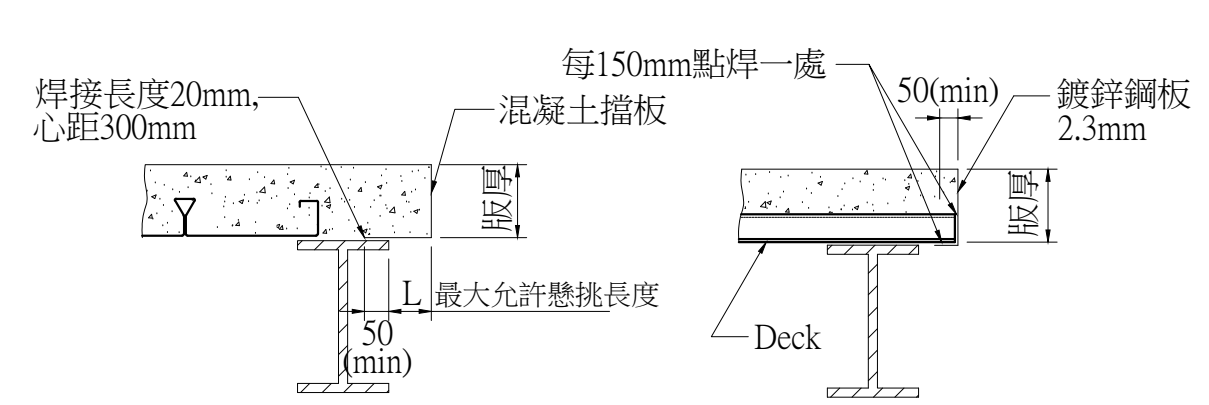 焊接長度20mm,
心距300mm
混凝土擋板
版厚
L
最大允許懸挑長度
50
(min)
每150mm點焊一處
50(min)
鍍鋅鋼板
2.3mm
版厚
Deck